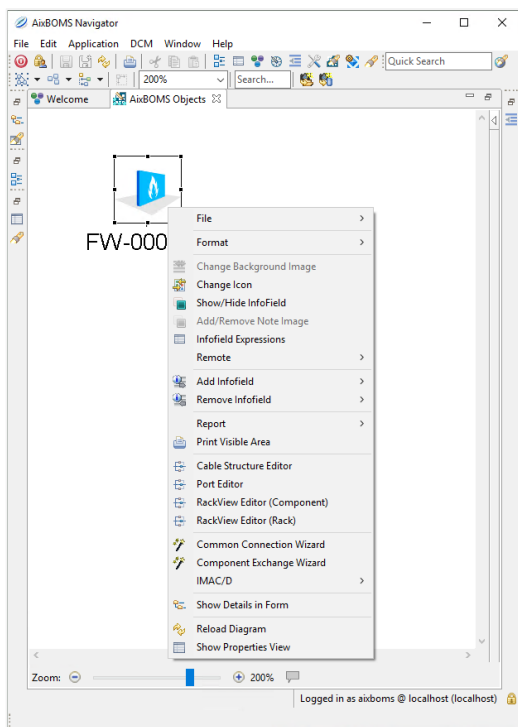 AixBOMS Navigator
File Edit Application DCM Window Help
Quick Search
200% Search...
Welcome AixBOMS Objects
FW-000
File
Format
Change Background Image
Change Icon
Show/Hide InfoField
Add/Remove Note Image
Infofield Expressions
Remote
Add Infofield
Remove Infofield
Report
Print Visible Area
Cable Structure Editor
Port Editor
RackView Editor (Component)
RackView Editor (Rack)
Common Connection Wizard
Component Exchange Wizard
IMAC/D
Show Details in Form
Reload Diagram
Show Properties View
Zoom: 200%
Logged in as aixboms @ localhost (localhost)